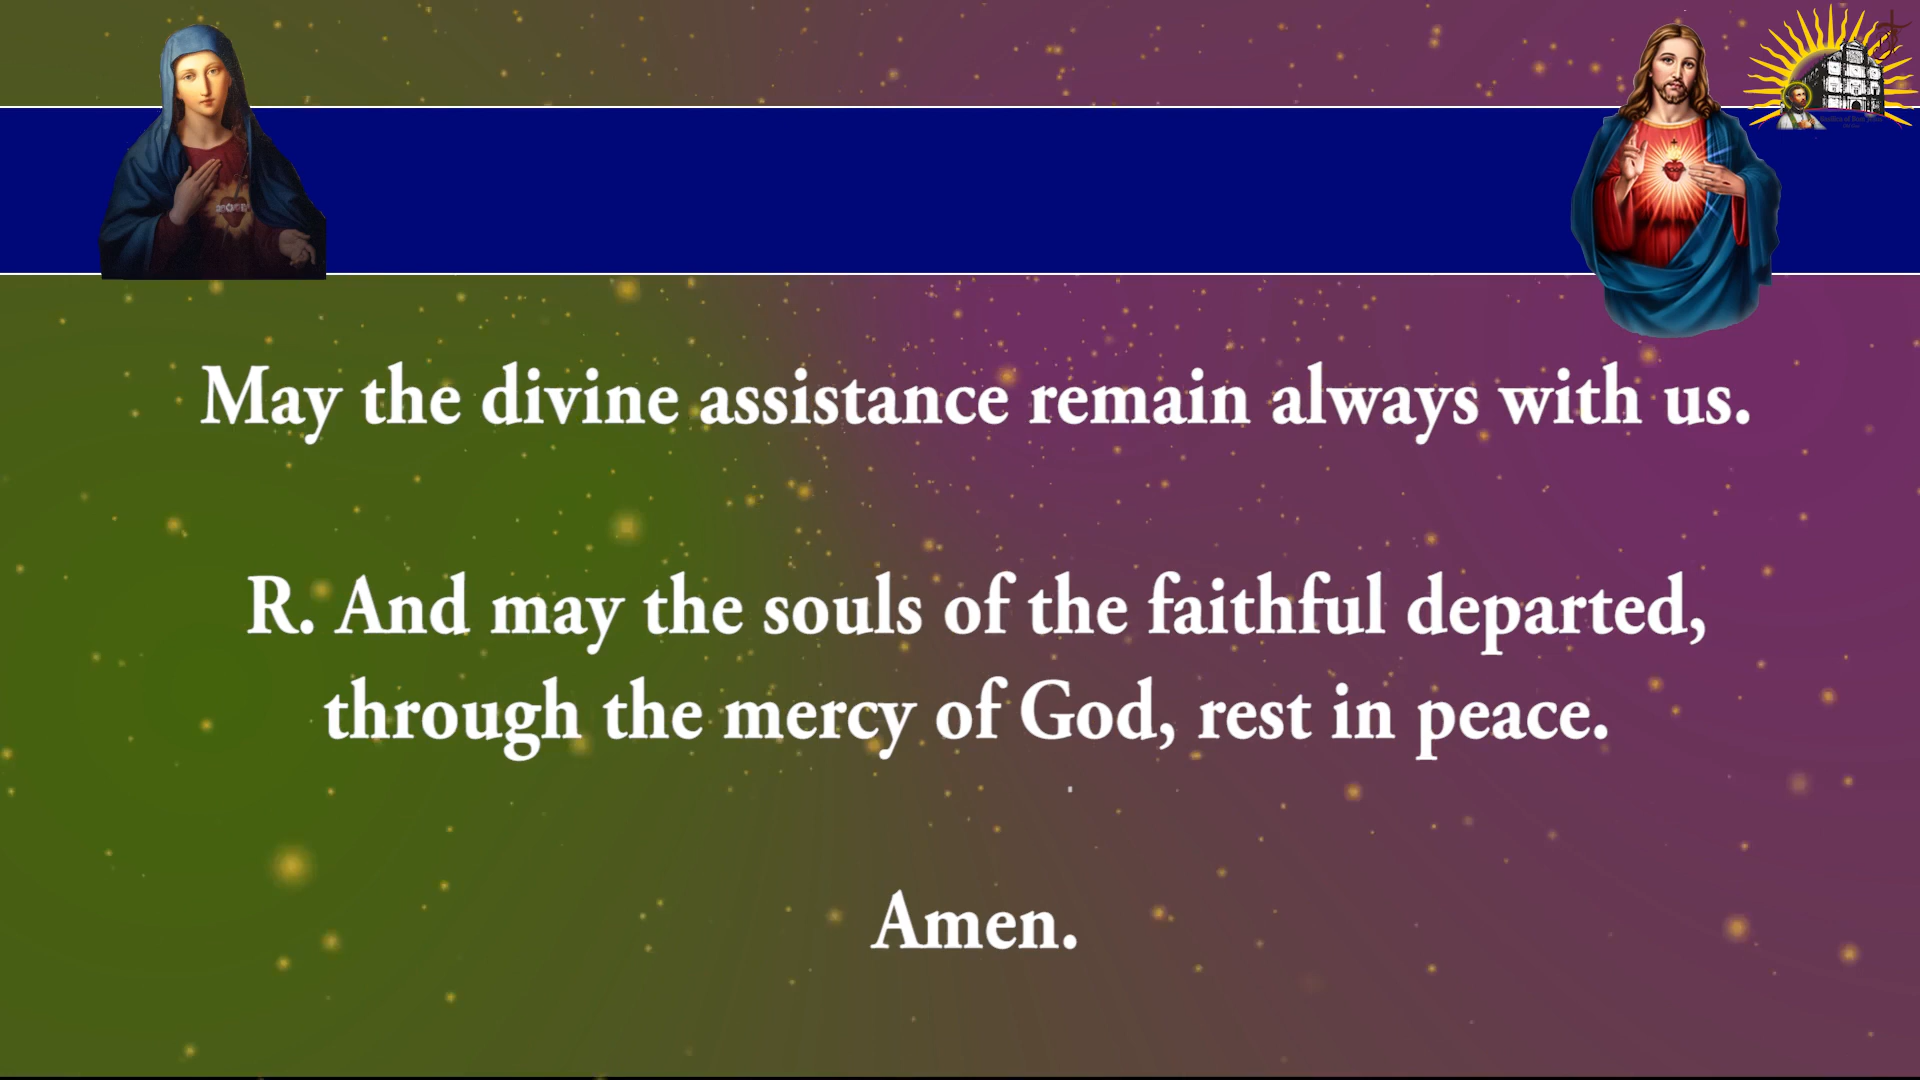 May the divine assistance remain always with us.
R. And may the souls of the faithful departed,
through the mercy of God, rest in peace.
Amen.